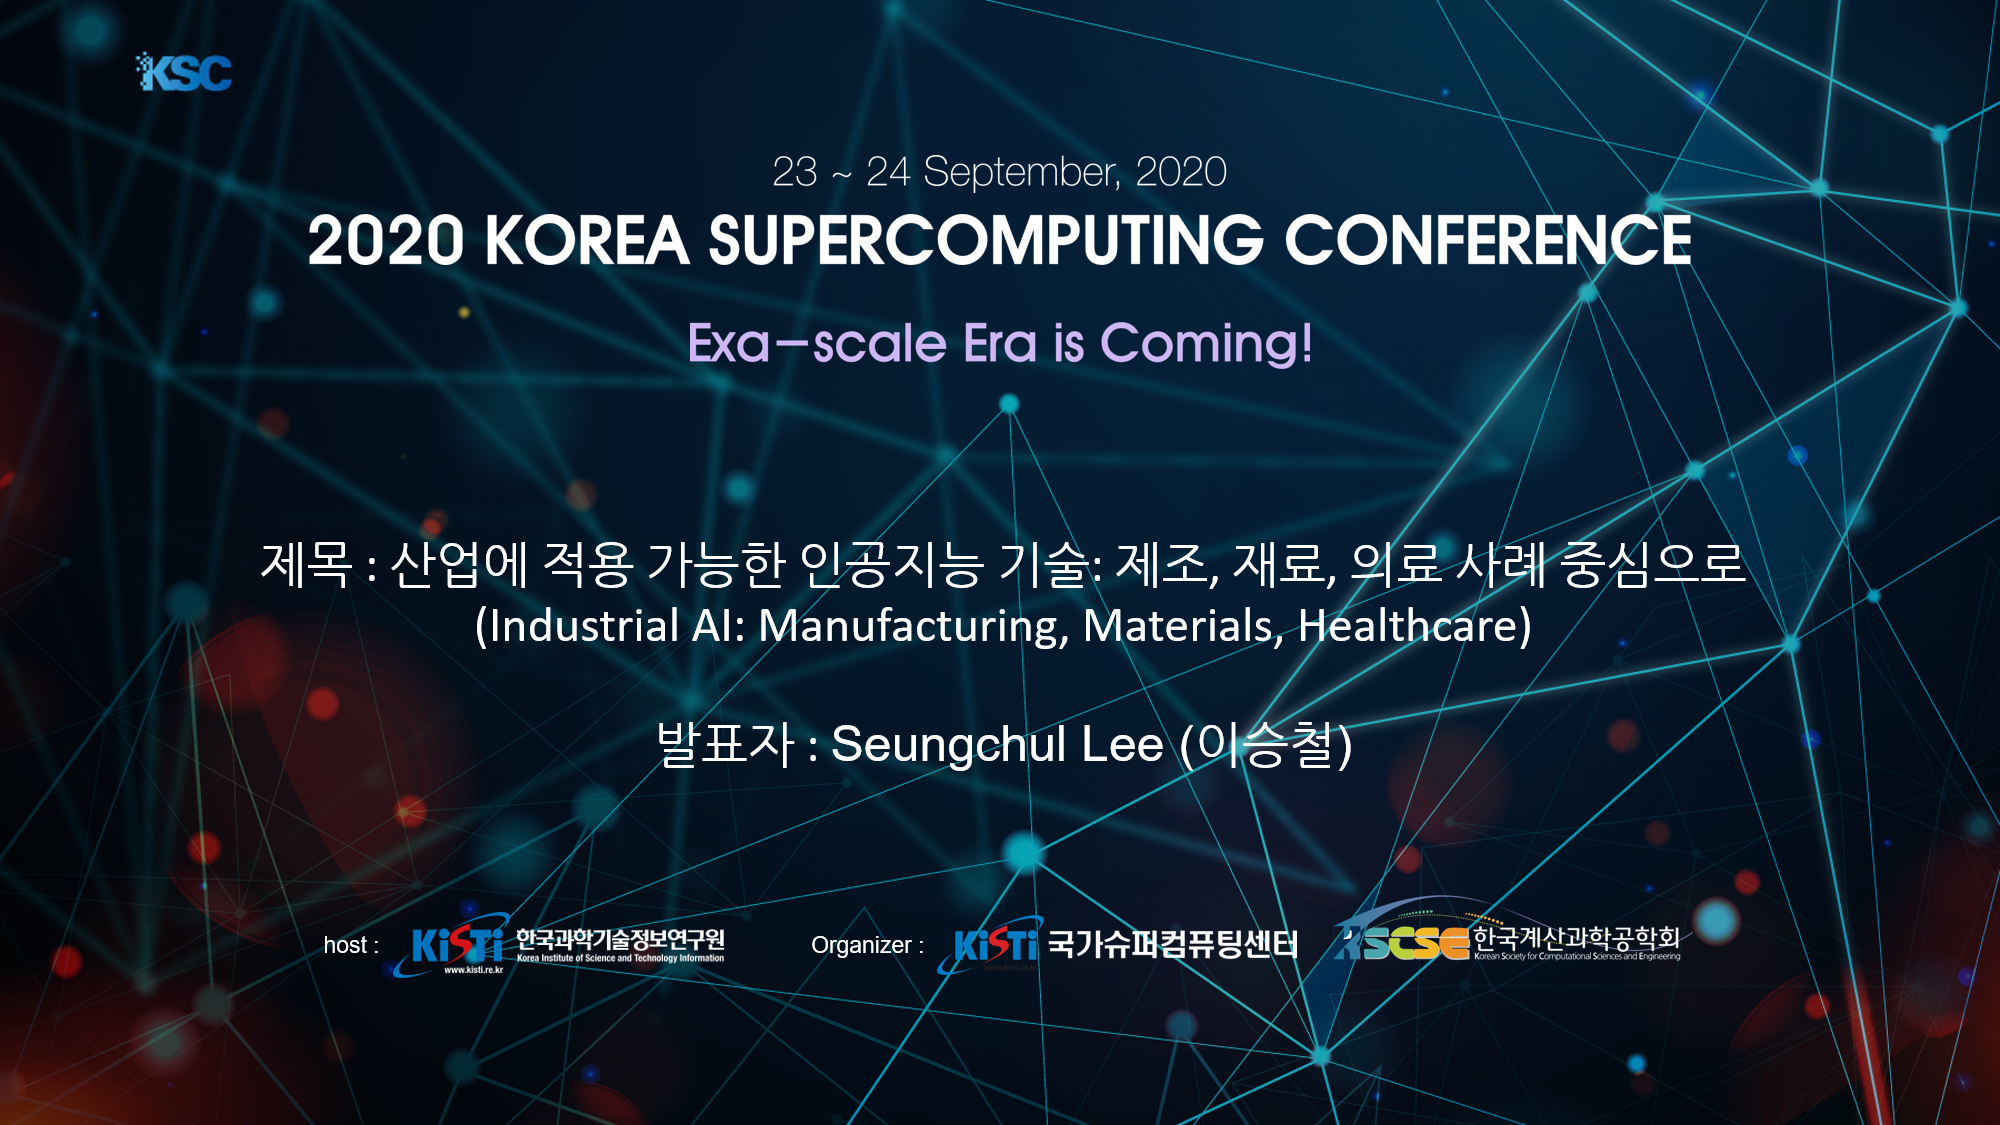 KSC
23 ~ 24 September, 2020
2020 KOREA SUPERCOMPUTING CONFERENCE
Exa-scale Era is Coming!
제목 : 산업에 적용 가능한 인공지능 기술: 제조, 재료, 의료 사례 중심으로
(Industrial AI: Manufacturing, Materials, Healthcare)
발표자 : Seungchul Lee (이승철)
host :
KiSTi
www.kisti.re.kr
한국과학기술정보연구원
Korea Institute of Science and Technology Information
Organizer :
KiSTi
www.kisti.re.kr
국가슈퍼컴퓨팅센터
KSCSE
한국계산과학공학회
Korean Society for Computational Sciences and Engineering